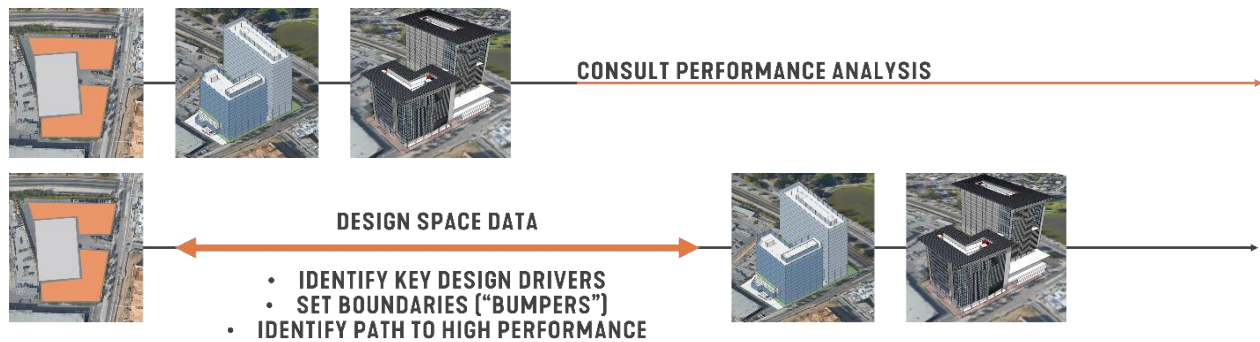 CONSULT PERFORMANCE ANALYSIS
DESIGN SPACE DATA
• IDENTIFY KEY DESIGN DRIVERS
• SET BOUNDARIES ("BUMPERS")
• IDENTIFY PATH TO HIGH PERFORMANCE